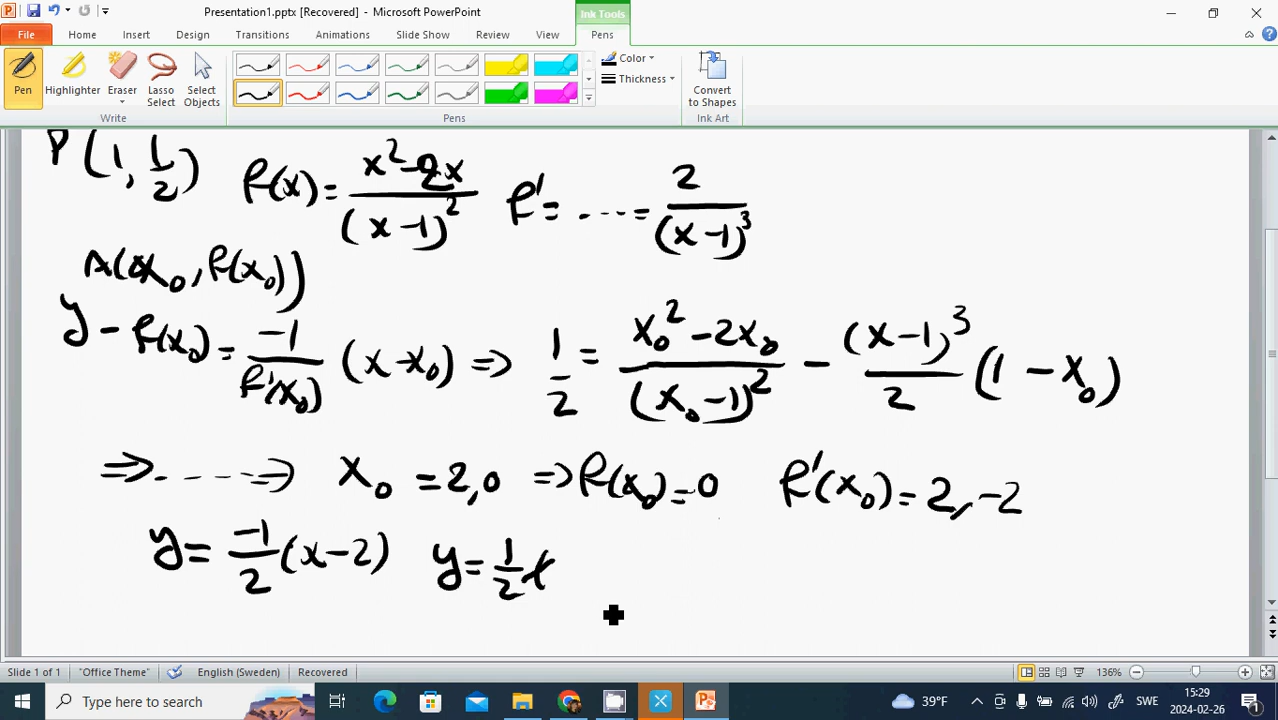 Presentation1.pptx [Recovered] - Microsoft PowerPoint
Ink Tools
File Home Insert Design Transitions Animations Slide Show Review View Pens
Pen Highlighter Eraser Lasso Select Select Objects
Color
Thickness
Convert to Shapes
Write Pens Ink Art
P(1, 1/2) f(x) = (x² - 2x)/(x-1)² f' = ..... = 2/(x-1)³
A(x₀, f(x₀))
y - f(x₀) = -1/f'(x₀) (x - x₀) => 1/2 = (x₀² - 2x₀)/(x₀-1)² - (x-1)³/2 (1 - x₀)
=> ..... => x₀ = 2, 0 => f(x₀) = 0 f'(x₀) = 2, -2
y = -1/2 (x-2) y = 1/2 x
Slide 1 of 1 "Office Theme" English (Sweden) Recovered 136%
Type here to search 39°F SWE 15:29
2024-02-26